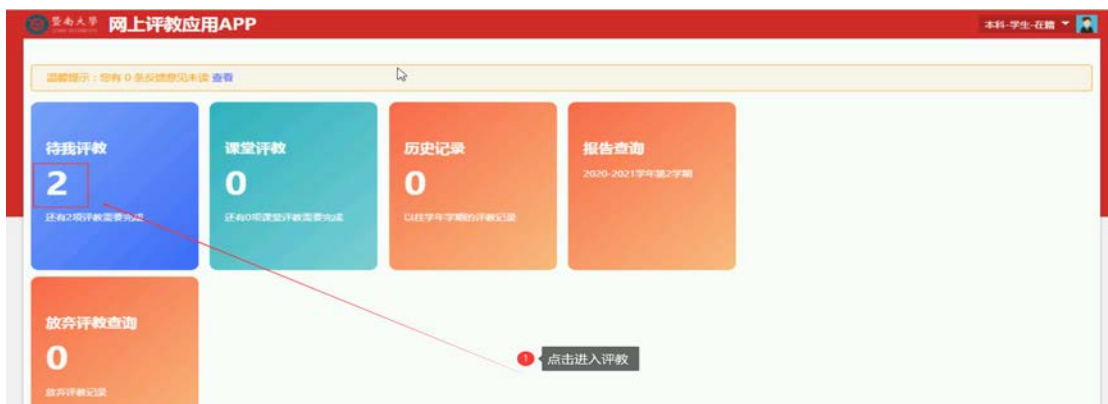 暨南大学 网上评教应用APP
本科-学生-在籍
温馨提示：您有 0 条反馈意见未读 查看
待我评教
2
还有2项评教需要完成
课堂评教
0
还有0项课堂评教需要完成
历史记录
0
以往学年学期的评教记录
报告查询
2020-2021学年第2学期
放弃评教查询
0
放弃评教记录
1 点击进入评教